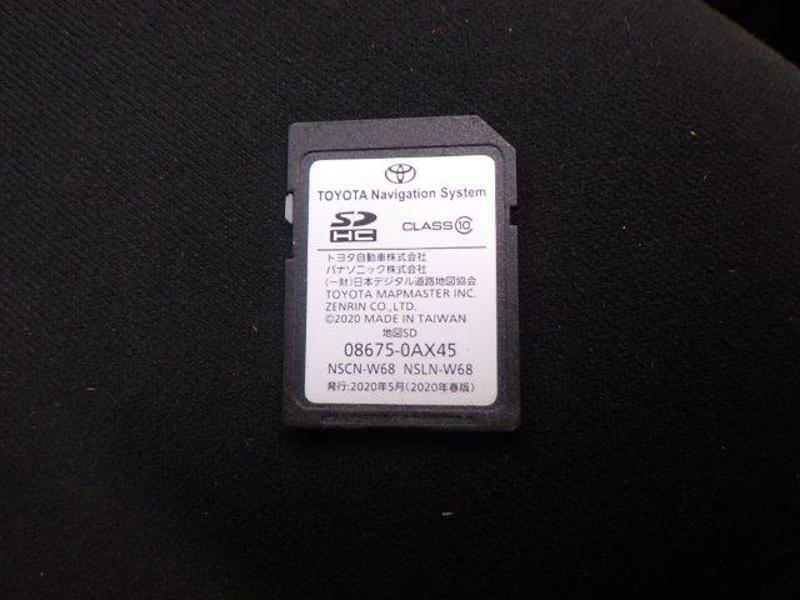 TOYOTA Navigation System
SD HC CLASS 10
トヨタ自動車株式会社
パナソニック株式会社
(一財)日本デジタル道路地図協会
TOYOTA MAPMASTER INC.
ZENRIN CO.,LTD.
©2020 MADE IN TAIWAN
地図SD
08675-0AX45
NSCN-W68 NSLN-W68
発行:2020年5月(2020年春版)